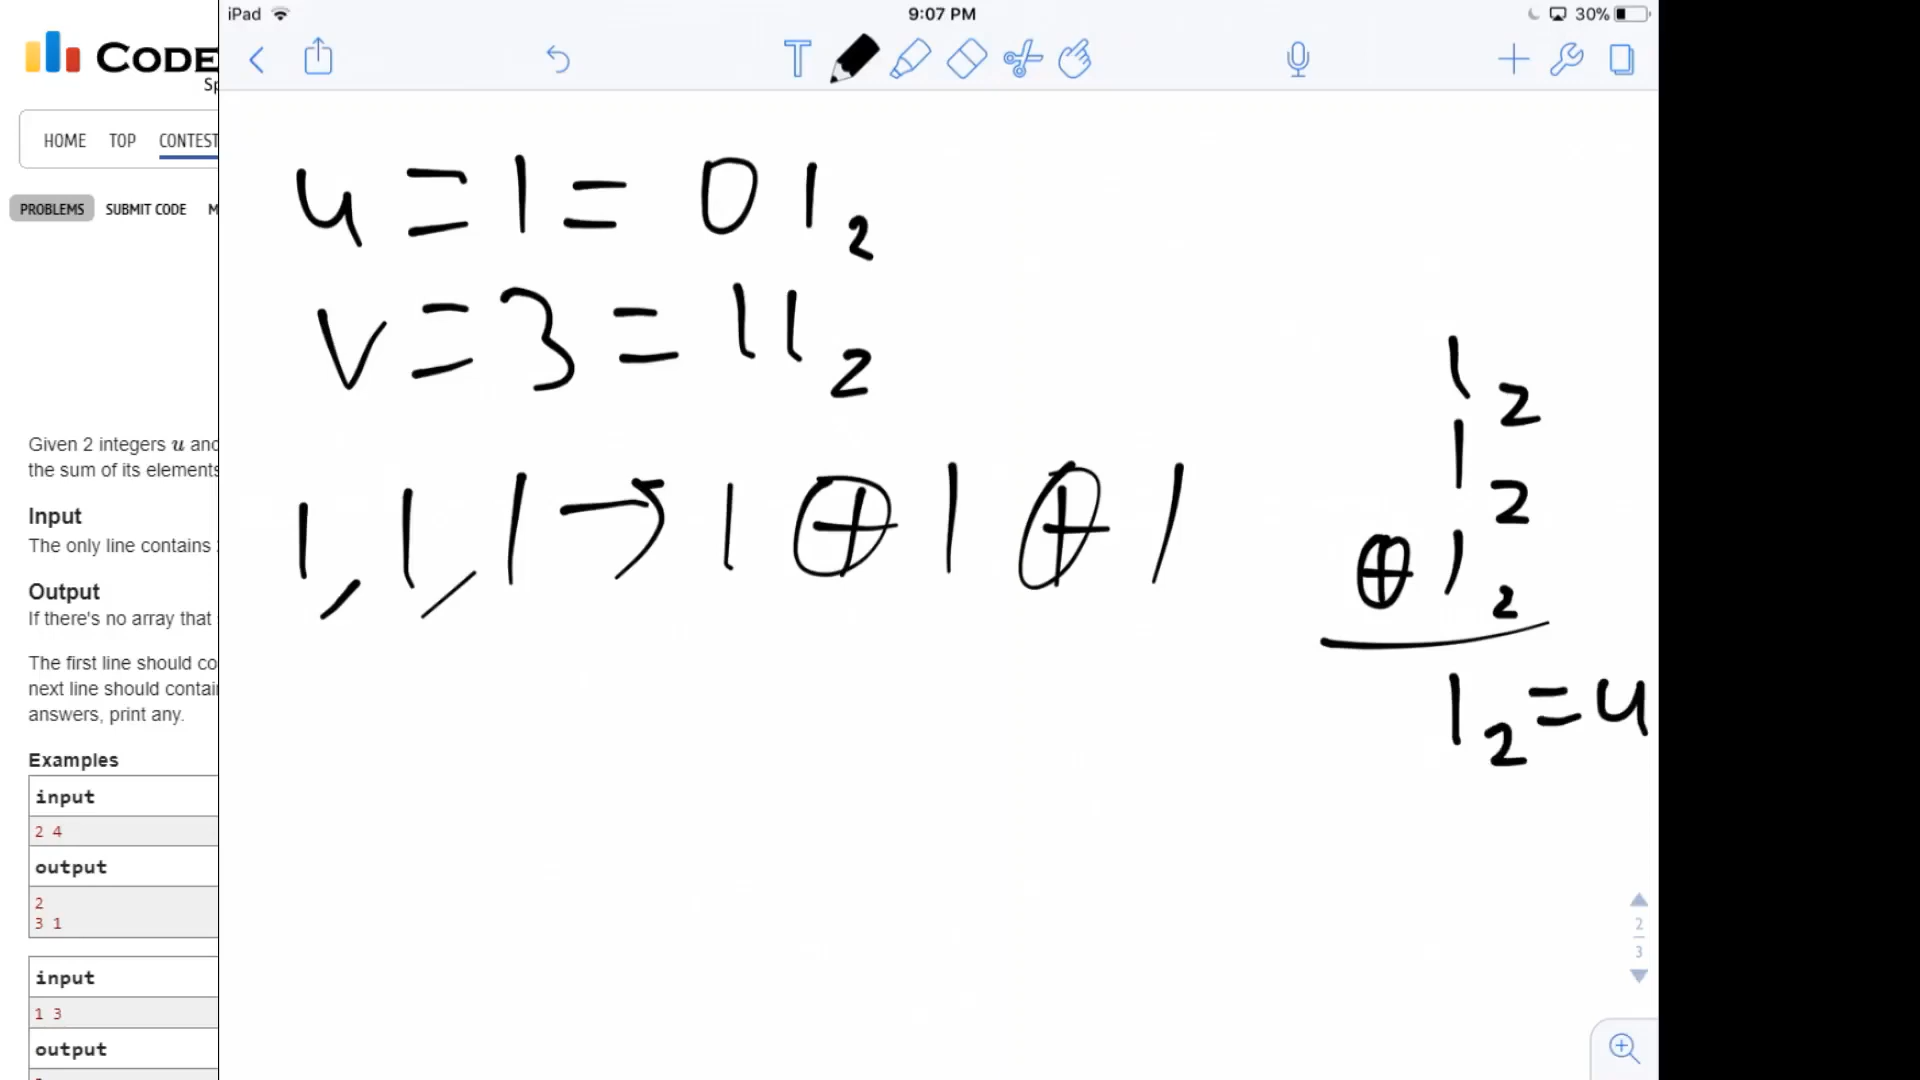 iPad 9:07 PM 30%
CODE
Sp
HOME TOP CONTEST
PROBLEMS SUBMIT CODE M
Given 2 integers u and
the sum of its elements
Input
The only line contains
Output
If there's no array that
The first line should co
next line should contai
answers, print any.
Examples
input
2 4
output
2
3 1
input
1 3
output
T
u = 1 = 01₂
v = 3 = 11₂
1, 1, 1 → 1 ⊕ 1 ⊕ 1
1₂
1₂
⊕ 1₂
1₂ = u
2
3